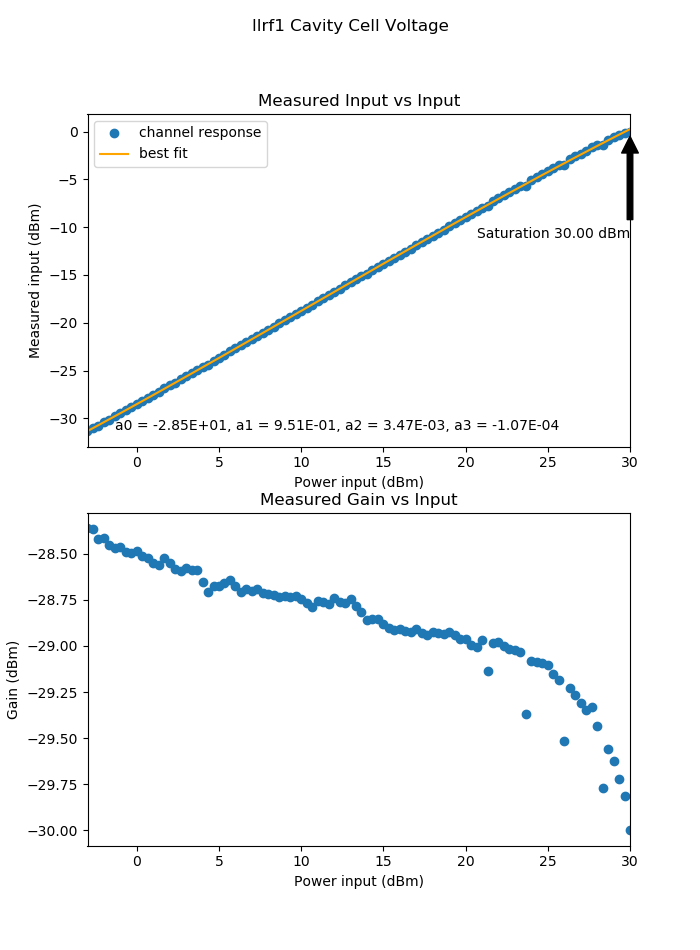 llrf1 Cavity Cell Voltage
Measured Input vs Input
channel response
best fit
Measured input (dBm)
0
−5
−10
−15
−20
−25
−30
Saturation 30.00 dBm
a0 = -2.85E+01, a1 = 9.51E-01, a2 = 3.47E-03, a3 = -1.07E-04
0 5 10 15 20 25 30
Power input (dBm)
Measured Gain vs Input
Gain (dBm)
−28.50
−28.75
−29.00
−29.25
−29.50
−29.75
−30.00
0 5 10 15 20 25 30
Power input (dBm)